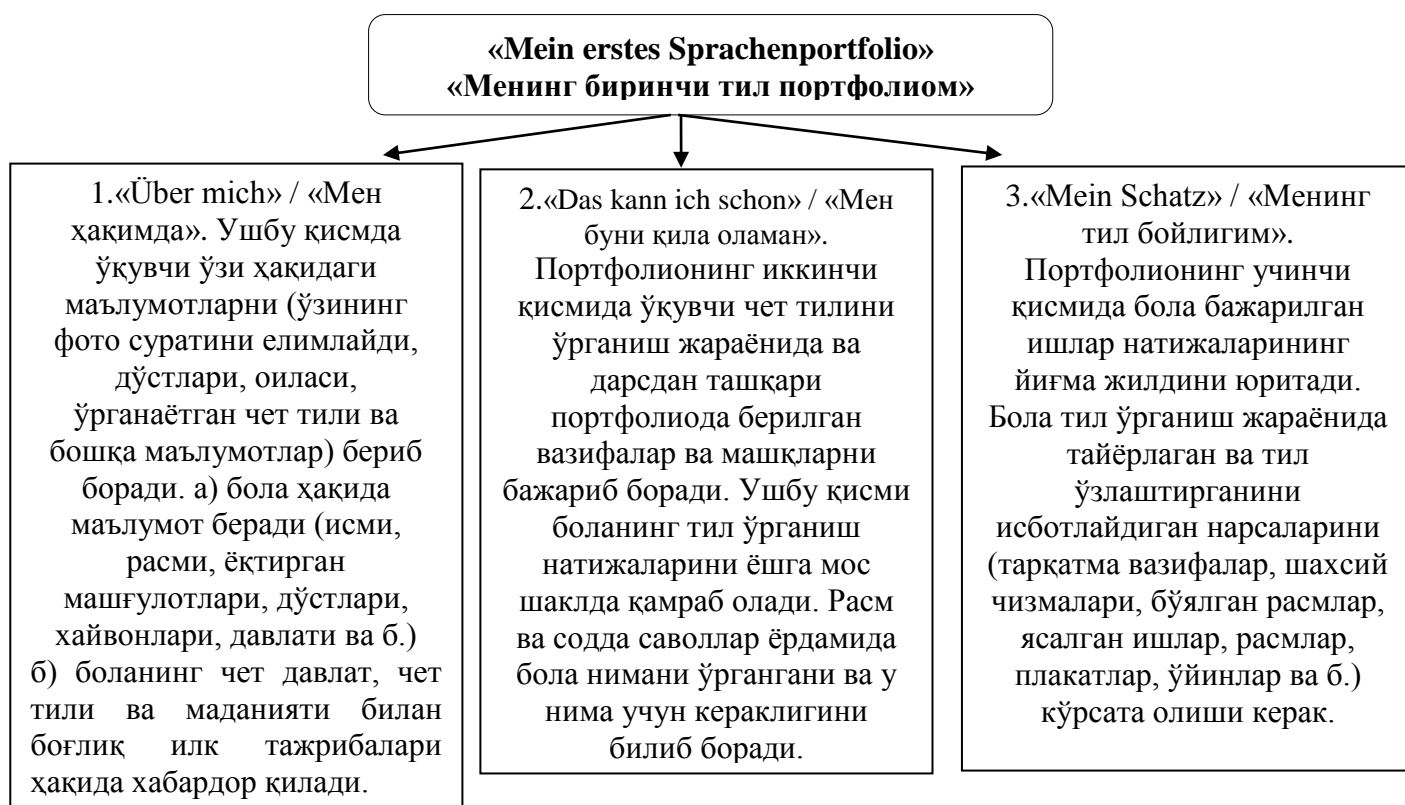 «Mein erstes Sprachenportfolio»
«Менинг биринчи тил портфолиом»
1.«Über mich» / «Мен
ҳақимда». Ушбу қисмда
ўқувчи ўзи ҳақидаги
маълумотларни (ўзининг
фото суратини елимлайди,
дўстлари, оиласи,
ўрганаётган чет тили ва
бошқа маълумотлар) бериб
боради. а) бола ҳақида
маълумот беради (исми,
расми, ёқтирган
машғулотлари, дўстлари,
хайвонлари, давлати ва б.)
б) боланинг чет давлат, чет
тили ва маданияти билан
боғлиқ илк тажрибалари
ҳақида хабардор қилади.
2.«Das kann ich schon» / «Мен
буни қила оламан».
Портфолионинг иккинчи
қисмида ўқувчи чет тилини
ўрганиш жараёнида ва
дарсдан ташқари
портфолиода берилган
вазифалар ва машқларни
бажариб боради. Ушбу қисми
боланинг тил ўрганиш
натижаларини ёшга мос
шаклда қамраб олади. Расм
ва содда саволлар ёрдамида
бола нимани ўргангани ва у
нима учун кераклигини
билиб боради.
3.«Mein Schatz» / «Менинг
тил бойлигим».
Портфолионинг учинчи
қисмида бола бажарилган
ишлар натижаларининг
йиғма жилдини юритади.
Бола тил ўрганиш жараёнида
тайёрлаган ва тил
ўзлаштирганини
исботлайдиган нарсаларини
(тарқатма вазифалар, шахсий
чизмалари, бўялган расмлар,
ясалган ишлар, расмлар,
плакатлар, ўйинлар ва б.)
кўрсата олиши керак.